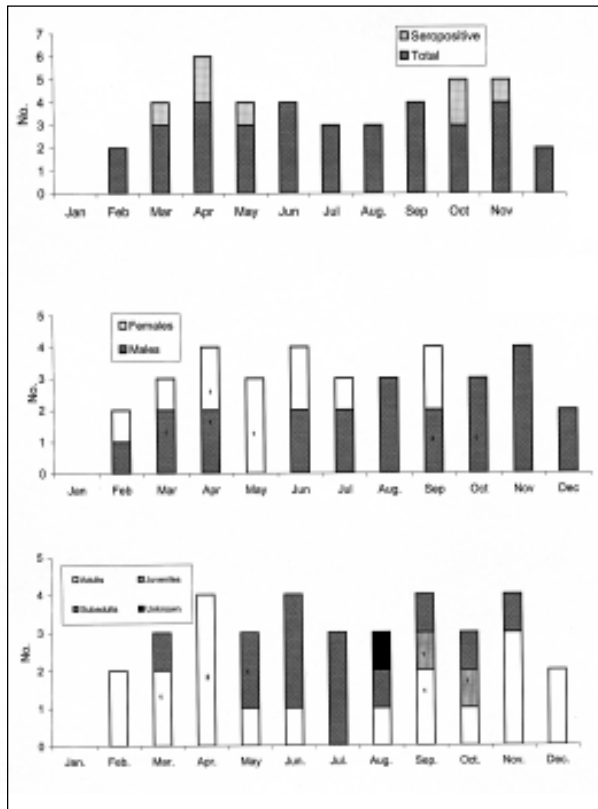 7
6
5
4
3
2
1
0
No.
Seropositive
Total
Jan Feb Mar Apr May Jun Jul Aug. Sep Oct Nov
5
4
3
2
1
0
No.
Females
Males
Jan Feb Mar Apr May Jun Jul Aug. Sep Oct Nov Dec
5
4
3
2
1
0
No.
Adults Juveniles
Subadults Unknown
Jan. Feb. Mar. Apr. May Jun. Jul. Aug. Sep. Oct. Nov. Dec.